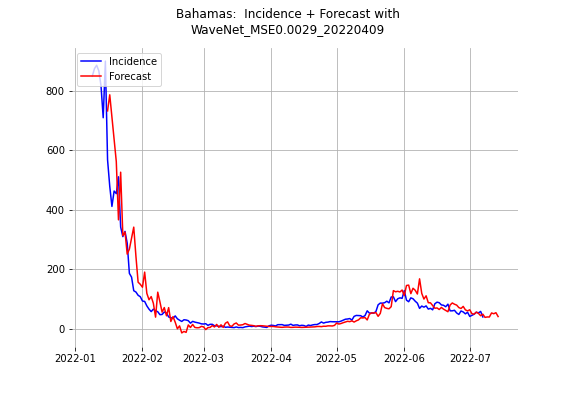 Bahamas:  Incidence + Forecast with
WaveNet_MSE0.0029_20220409
Incidence
Forecast
800
600
400
200
0
2022-01 2022-02 2022-03 2022-04 2022-05 2022-06 2022-07